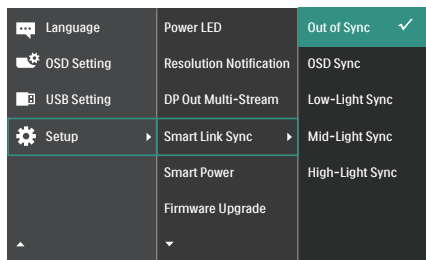 Language
OSD Setting
USB Setting
Setup
Power LED
Resolution Notification
DP Out Multi-Stream
Smart Link Sync
Smart Power
Firmware Upgrade
Out of Sync
OSD Sync
Low-Light Sync
Mid-Light Sync
High-Light Sync